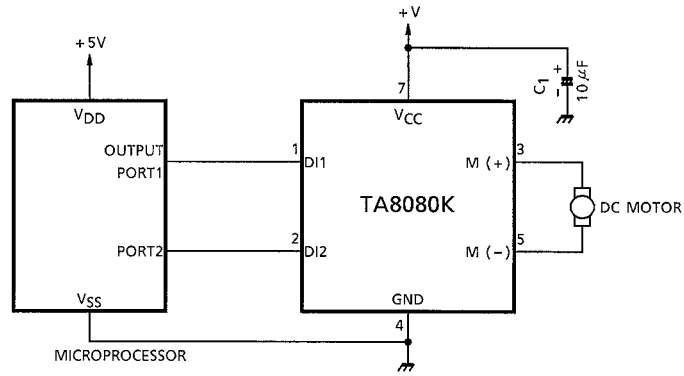 +V
+5V
C1
+
-
10µF
7
VDD
VCC
OUTPUT
PORT1
1
DI1
M (+)
3
TA8080K
DC MOTOR
PORT2
2
DI2
M (-)
5
VSS
GND
4
MICROPROCESSOR